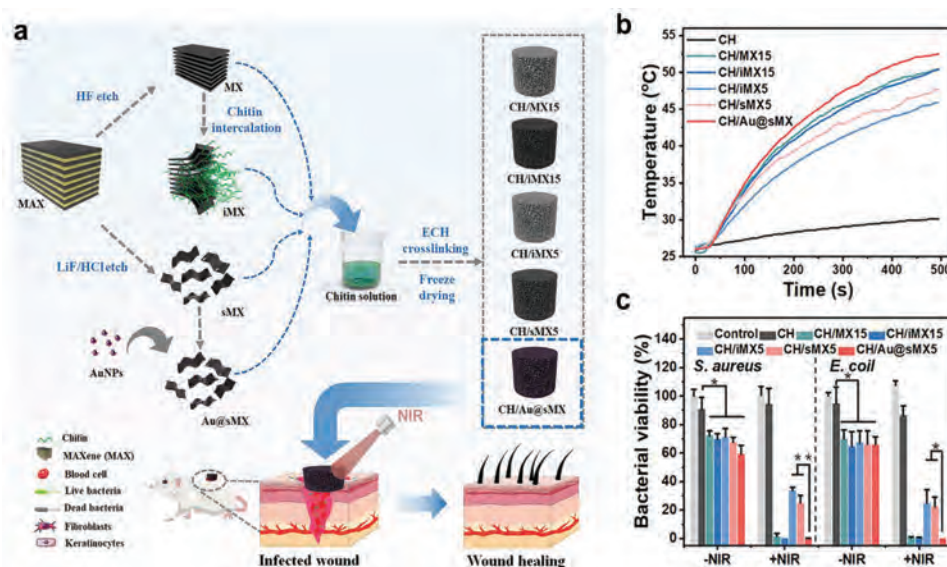 a
MX
HF etch
Chitin
intercalation
MAX
iMX
LiF/HCl etch
sMX
AuNPs
Au@sMX
Chitin solution
ECH
crosslinking
Freeze
drying
CH/MX15
CH/iMX15
CH/iMX5
CH/sMX5
CH/Au@sMX
NIR
Chitin
MAXene (MAX)
Blood cell
Live bacteria
Dead bacteria
Fibroblasts
Keratinocytes
Infected wound
Wound healing
b
CH
CH/MX15
CH/iMX15
CH/iMX5
CH/sMX5
CH/Au@sMX
Temperature (°C)
55
50
45
40
35
30
25
0 100 200 300 400 500
Time (s)
c
Control CH CH/MX15 CH/iMX15
CH/iMX5 CH/sMX5 CH/Au@sMX5
S. aureus E. coil
Bacterial viability (%)
140
120
100
80
60
40
20
0
*
* *
*
*
-NIR +NIR -NIR +NIR